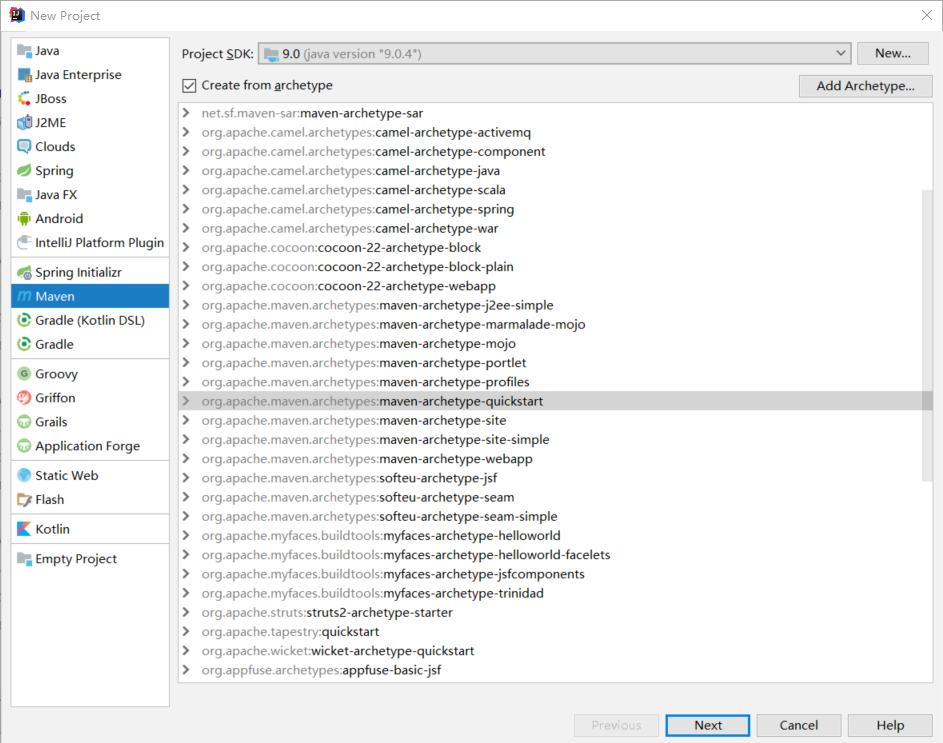 New Project
Java
Java Enterprise
JBoss
J2ME
Clouds
Spring
Java FX
Android
IntelliJ Platform Plugin
Spring Initializr
Maven
Gradle (Kotlin DSL)
Gradle
Groovy
Griffon
Grails
Application Forge
Static Web
Flash
Kotlin
Empty Project
Project SDK: 9.0 (java version "9.0.4") New...
Create from archetype Add Archetype...
net.sf.maven-sar:maven-archetype-sar
org.apache.camel.archetypes:camel-archetype-activemq
org.apache.camel.archetypes:camel-archetype-component
org.apache.camel.archetypes:camel-archetype-java
org.apache.camel.archetypes:camel-archetype-scala
org.apache.camel.archetypes:camel-archetype-spring
org.apache.camel.archetypes:camel-archetype-war
org.apache.cocoon:cocoon-22-archetype-block
org.apache.cocoon:cocoon-22-archetype-block-plain
org.apache.cocoon:cocoon-22-archetype-webapp
org.apache.maven.archetypes:maven-archetype-j2ee-simple
org.apache.maven.archetypes:maven-archetype-marmalade-mojo
org.apache.maven.archetypes:maven-archetype-mojo
org.apache.maven.archetypes:maven-archetype-portlet
org.apache.maven.archetypes:maven-archetype-profiles
org.apache.maven.archetypes:maven-archetype-quickstart
org.apache.maven.archetypes:maven-archetype-site
org.apache.maven.archetypes:maven-archetype-site-simple
org.apache.maven.archetypes:maven-archetype-webapp
org.apache.maven.archetypes:softeu-archetype-jsf
org.apache.maven.archetypes:softeu-archetype-seam
org.apache.maven.archetypes:softeu-archetype-seam-simple
org.apache.myfaces.buildtools:myfaces-archetype-helloworld
org.apache.myfaces.buildtools:myfaces-archetype-helloworld-facelets
org.apache.myfaces.buildtools:myfaces-archetype-jsfcomponents
org.apache.myfaces.buildtools:myfaces-archetype-trinidad
org.apache.struts:struts2-archetype-starter
org.apache.tapestry:quickstart
org.apache.wicket:wicket-archetype-quickstart
org.appfuse.archetypes:appfuse-basic-jsf
Previous Next Cancel Help